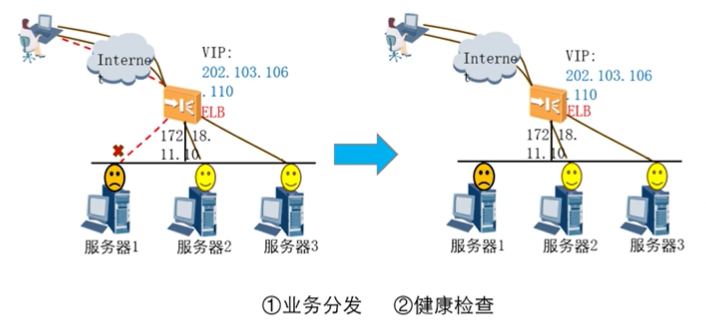 Interne
t
VIP:
202.103.106
.110
ELB
172.18.
11.10
服务器1
服务器2
服务器3
Interne
t
VIP:
202.103.106
.110
ELB
172.18.
11.10
服务器1
服务器2
服务器3
①业务分发 ②健康检查